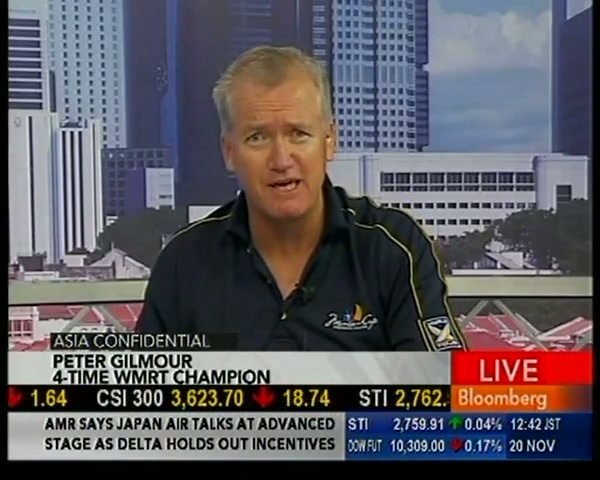 Monsoon Cup
ASIA CONFIDENTIAL
PETER GILMOUR
4-TIME WMRT CHAMPION
LIVE
1.64 CSI 300 3,623.70 18.74 STI 2,762.
Bloomberg
AMR SAYS JAPAN AIR TALKS AT ADVANCED
STAGE AS DELTA HOLDS OUT INCENTIVES
STI 2,759.91 0.04% 12:42 JST
DOW FUT 10,309.00 0.17% 20 NOV